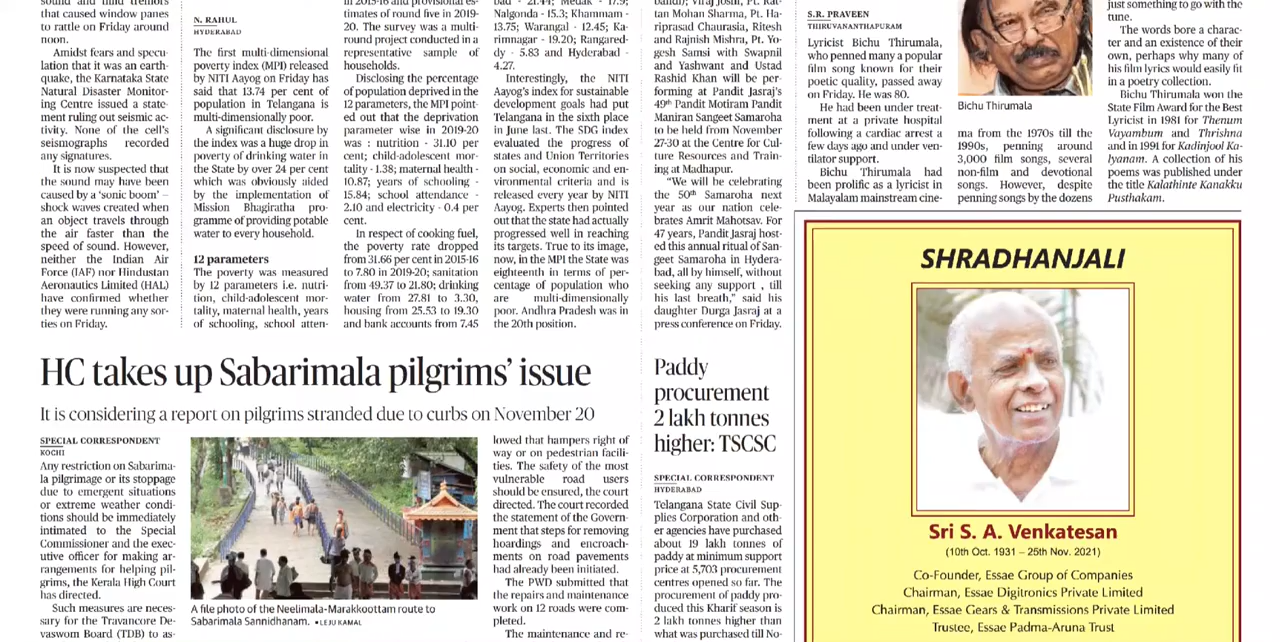 sound and mild tremors
that caused window panes
to rattle on Friday around
noon.
Amidst fears and specu-
lation that it was an earth-
quake, the Karnataka State
Natural Disaster Monitor-
ing Centre issued a state-
ment ruling out seismic ac-
tivity. None of the cell's
seismographs recorded
any signatures.
It is now suspected that
the sound may have been
caused by a ‘sonic boom’ –
shock waves created when
an object travels through
the air faster than the
speed of sound. However,
neither the Indian Air
Force (IAF) nor Hindustan
Aeronautics Limited (HAL)
have confirmed whether
they were running any sor-
ties on Friday.
N. RAHUL
HYDERABAD
The first multi-dimensional
poverty index (MPI) released
by NITI Aayog on Friday has
said that 13.74 per cent of
population in Telangana is
multi-dimensionally poor.
A significant disclosure by
the index was a huge drop in
poverty of drinking water in
the State by over 24 per cent
which was obviously aided
by the implementation of
Mission Bhagiratha pro-
gramme of providing potable
water to every household.
12 parameters
The poverty was measured
by 12 parameters i.e. nutri-
tion, child-adolescent mor-
tality, maternal health, years
of schooling, school atten-
in 2015-16 and provisional es-
timates of round five in 2019-
20. The survey was a multi-
round project conducted in a
representative sample of
households.
Disclosing the percentage
of population deprived in the
12 parameters, the MPI point-
ed out that the deprivation
parameter wise in 2019-20
was : nutrition - 31.10 per
cent; child-adolescent mor-
tality - 1.38; maternal health -
10.87; years of schooling -
15.84; school attendance -
2.10 and electricity - 0.4 per
cent.
In respect of cooking fuel,
the poverty rate dropped
from 31.66 per cent in 2015-16
to 7.80 in 2019-20; sanitation
from 49.37 to 21.80; drinking
water from 27.81 to 3.30,
housing from 25.53 to 19.30
and bank accounts from 7.45
bad - 21.44; Medak - 17.9;
Nalgonda - 15.3; Khammam -
13.75; Warangal - 12.45; Ka-
rimnagar - 19.20; Rangared-
dy - 5.83 and Hyderabad -
4.27.
Interestingly, the NITI
Aayog's index for sustainable
development goals had put
Telangana in the sixth place
in June last. The SDG index
evaluated the progress of
states and Union Territories
on social, economic and en-
vironmental criteria and is
released every year by NITI
Aayog. Experts then pointed
out that the state had actually
progressed well in reaching
its targets. True to its image,
now, in the MPI the State was
eighteenth in terms of per-
centage of population who
are multi-dimensionally
poor. Andhra Pradesh was in
the 20th position.
bandi), Viraj Joshi, Pt. Rat-
tan Mohan Sharma, Pt. Ha-
riprasad Chaurasia, Ritesh
and Rajnish Mishra, Pt. Yo-
gesh Samsi with Swapnil
and Yashwant and Ustad
Rashid Khan will be per-
forming at Pandit Jasraj's
49th Pandit Motiram Pandit
Maniran Sangeet Samaroha
to be held from November
27-30 at the Centre for Cul-
ture Resources and Train-
ing at Madhapur.
“We will be celebrating
the 50th Samaroha next
year as our nation cele-
brates Amrit Mahotsav. For
47 years, Pandit Jasraj host-
ed this annual ritual of San-
geet Samaroha in Hydera-
bad, all by himself, without
seeking any support , till
his last breath,” said his
daughter Durga Jasraj at a
press conference on Friday.
S.R. PRAVEEN
THIRUVANANTHAPURAM
Lyricist Bichu Thirumala,
who penned many a popular
film song known for their
poetic quality, passed away
on Friday. He was 80.
He had been under treat-
ment at a private hospital
following a cardiac arrest a
few days ago and under ven-
tilator support.
Bichu Thirumala had
been prolific as a lyricist in
Malayalam mainstream cine-
Bichu Thirumala
ma from the 1970s till the
1990s, penning around
3,000 film songs, several
non-film and devotional
songs. However, despite
penning songs by the dozens
just something to go with the
tune.
The words bore a charac-
ter and an existence of their
own, perhaps why many of
his film lyrics would easily fit
in a poetry collection.
Bichu Thirumala won the
State Film Award for the Best
Lyricist in 1981 for Thenum
Vayambum and Thrishna
and in 1991 for Kadinjool Ka-
lyanam. A collection of his
poems was published under
the title Kalathinte Kanakku
Pusthakam.
HC takes up Sabarimala pilgrims’ issue
It is considering a report on pilgrims stranded due to curbs on November 20
SPECIAL CORRESPONDENT
KOCHI
Any restriction on Sabarima-
la pilgrimage or its stoppage
due to emergent situations
or extreme weather condi-
tions should be immediately
intimated to the Special
Commissioner and the exec-
utive officer for making ar-
rangements for helping pil-
grims, the Kerala High Court
has directed.
Such measures are neces-
sary for the Travancore De-
vaswom Board (TDB) to as-
A file photo of the Neelimala-Marakkoottam route to
Sabarimala Sannidhanam. • LEJU KAMAL
lowed that hampers right of
way or on pedestrian facili-
ties. The safety of the most
vulnerable road users
should be ensured, the court
directed. The court recorded
the statement of the Govern-
ment that steps for removing
hoardings and encroach-
ments on road pavements
had already been initiated.
The PWD submitted that
the repairs and maintenance
work on 12 roads were com-
pleted.
The maintenance and re-
Paddy
procurement
2 lakh tonnes
higher: TSCSC
SPECIAL CORRESPONDENT
HYDERABAD
Telangana State Civil Sup-
plies Corporation and oth-
er agencies have purchased
about 19 lakh tonnes of
paddy at minimum support
price at 5,703 procurement
centres opened so far. The
procurement of paddy pro-
duced this Kharif season is
2 lakh tonnes higher than
what was purchased till No-
SHRADHANJALI
Sri S. A. Venkatesan
(10th Oct. 1931 – 25th Nov. 2021)
Co-Founder, Essae Group of Companies
Chairman, Essae Digitronics Private Limited
Chairman, Essae Gears & Transmissions Private Limited
Trustee, Essae Padma-Aruna Trust